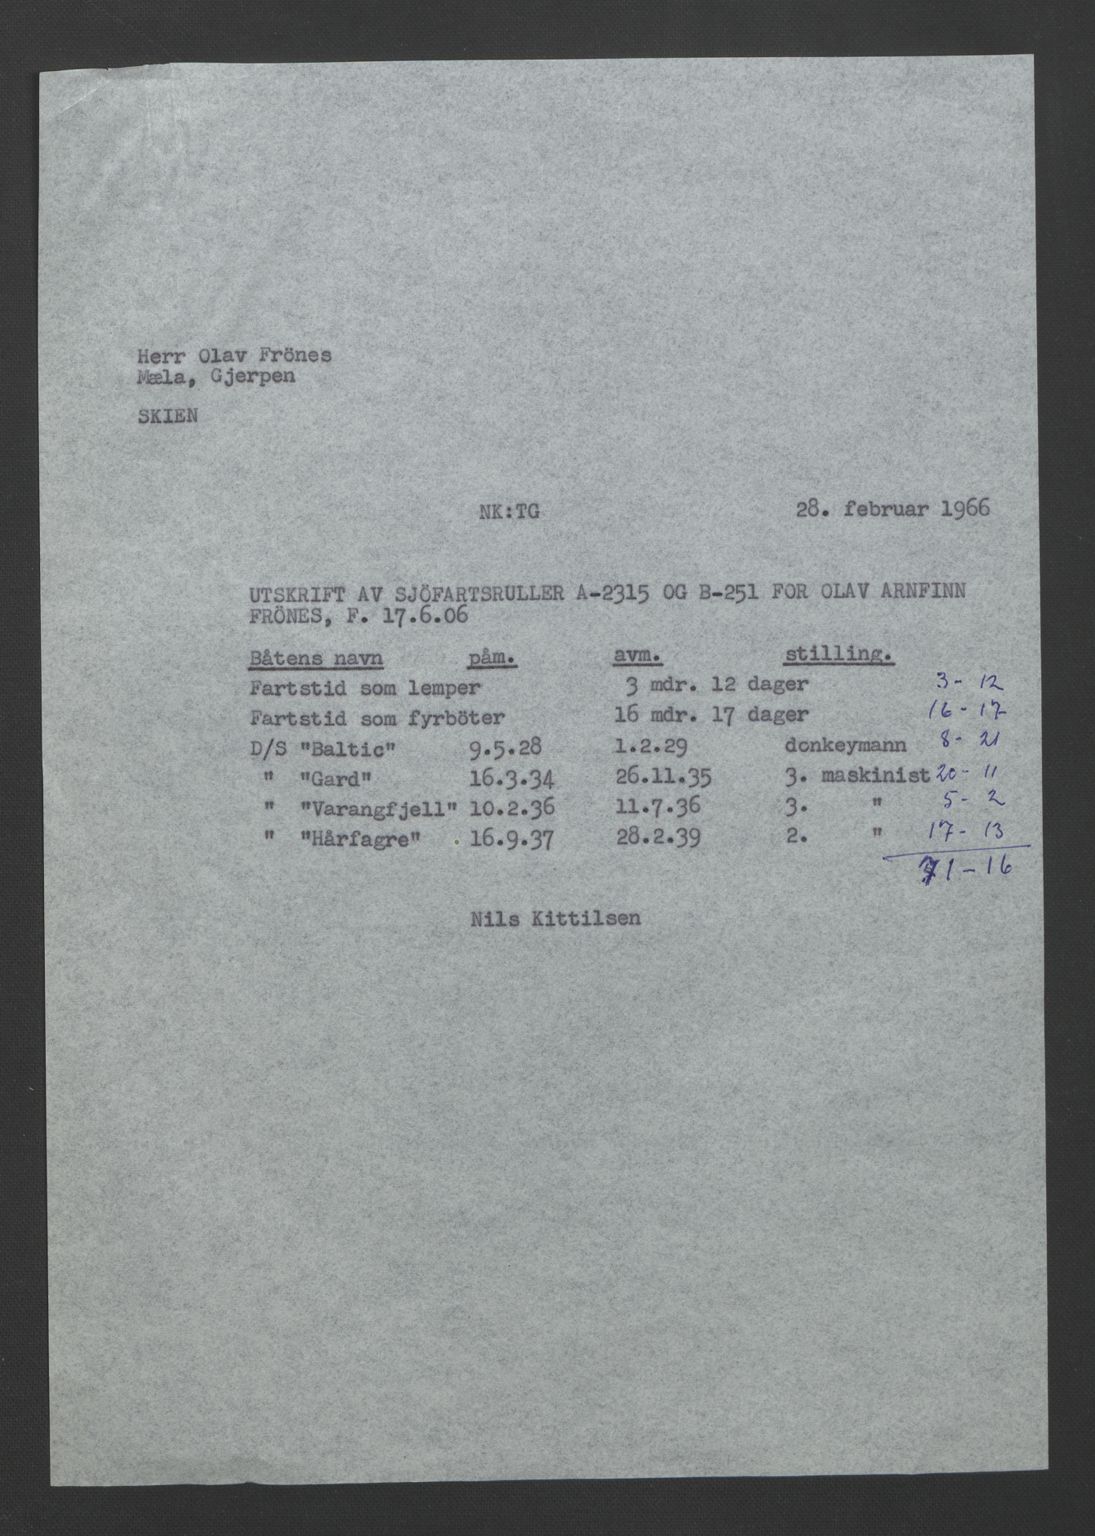 Herr Olav Frönes
Mæla, Gjerpen
SKIEN
NK:TG 28. februar 1966
UTSKRIFT AV SJÖFARTSRULLER A-2315 OG B-251 FOR OLAV ARNFINN
FRÖNES, F. 17.6.06
Båtens navn påm. avm. stilling.
Fartstid som lemper 3 mdr. 12 dager 3- 12
Fartstid som fyrböter 16 mdr. 17 dager 16 - 17
D/S "Baltic" 9.5.28 1.2.29 donkeymann 8- 21
" "Gard" 16.3.34 26.11.35 3. maskinist 20- 11
" "Varangfjell" 10.2.36 11.7.36 3. " 5- 2
" "Hårfagre" 16.9.37 28.2.39 2. " 17- 13
71-16
Nils Kittilsen